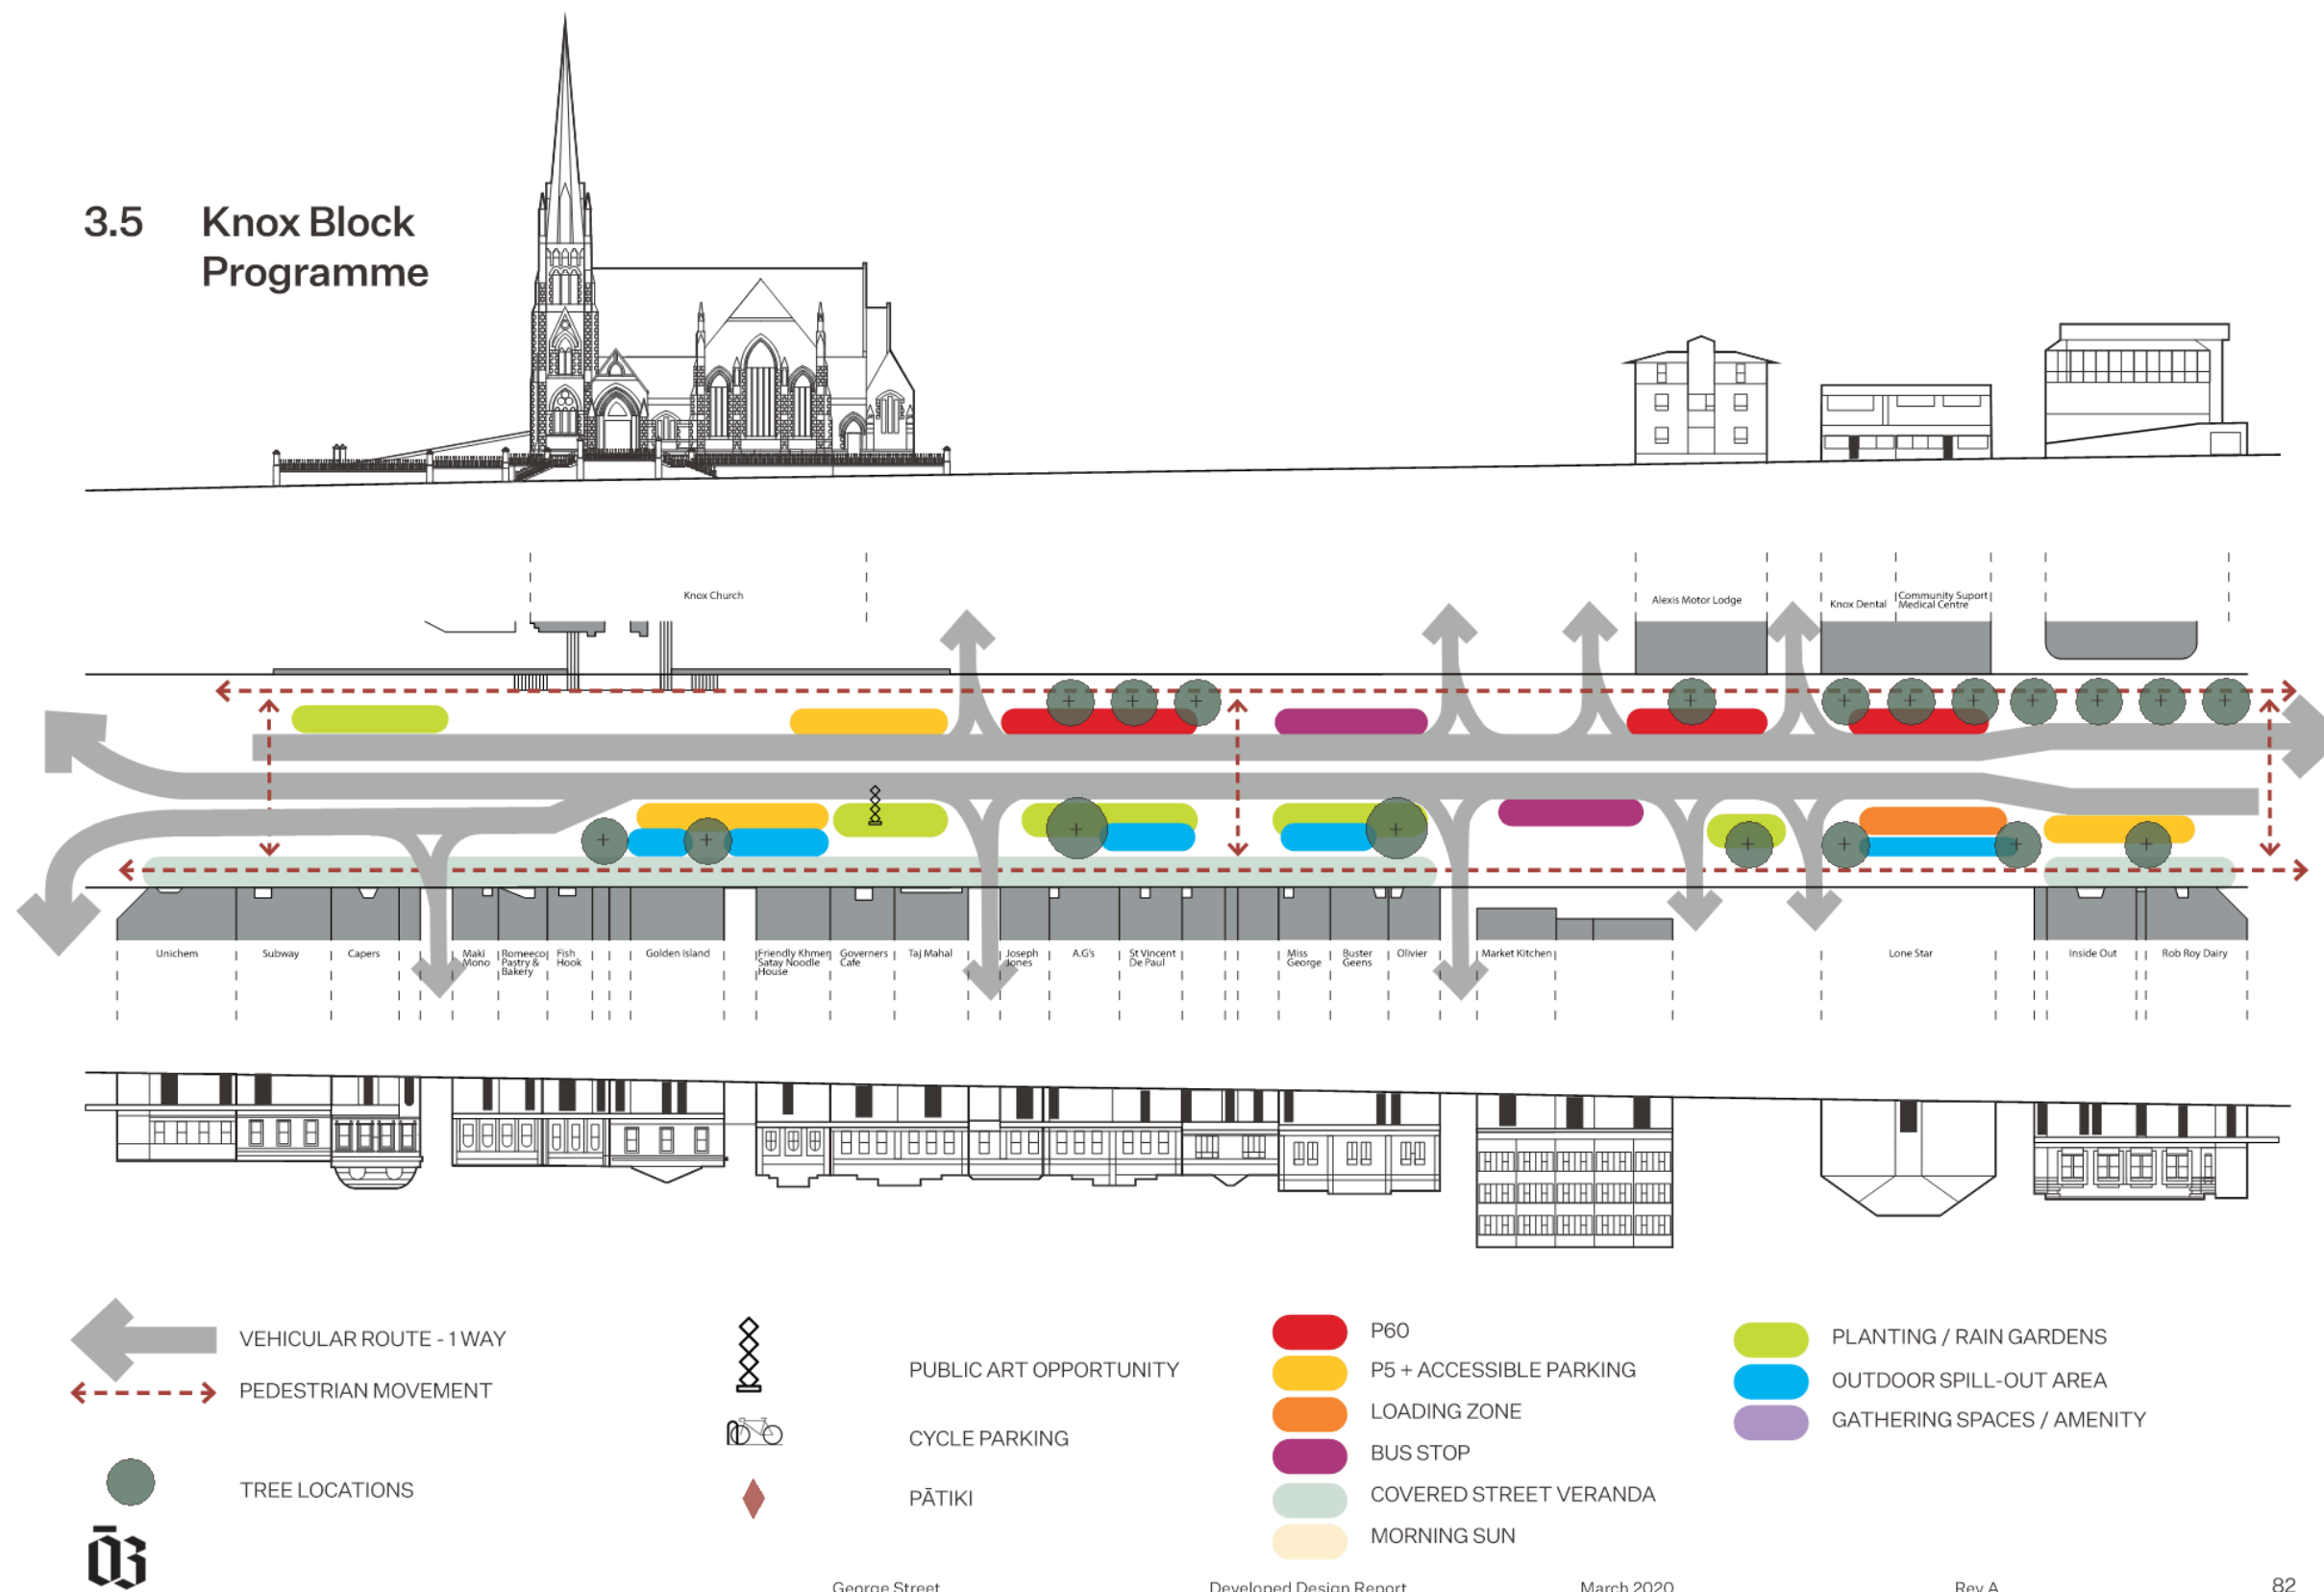 3.5 Knox Block
Programme
Knox Church
Alexis Motor Lodge
Knox Dental
Community Suport
Medical Centre
Unichem
Subway
Capers
Maki
Mono
Romeeco
Pastry &
Bakery
Fish
Hook
Golden Island
Friendly Khmer
Satay Noodle
House
Governers
Cafe
Taj Mahal
Joseph
Jones
A.G's
St Vincent
De Paul
Miss
George
Buster
Geens
Olivier
Market Kitchen
Lone Star
Inside Out
Rob Roy Dairy
VEHICULAR ROUTE - 1 WAY
PEDESTRIAN MOVEMENT
TREE LOCATIONS
PUBLIC ART OPPORTUNITY
CYCLE PARKING
PĀTIKI
P60
P5 + ACCESSIBLE PARKING
LOADING ZONE
BUS STOP
COVERED STREET VERANDA
MORNING SUN
PLANTING / RAIN GARDENS
OUTDOOR SPILL-OUT AREA
GATHERING SPACES / AMENITY
George Street Developed Design Report March 2020 Rev A 82